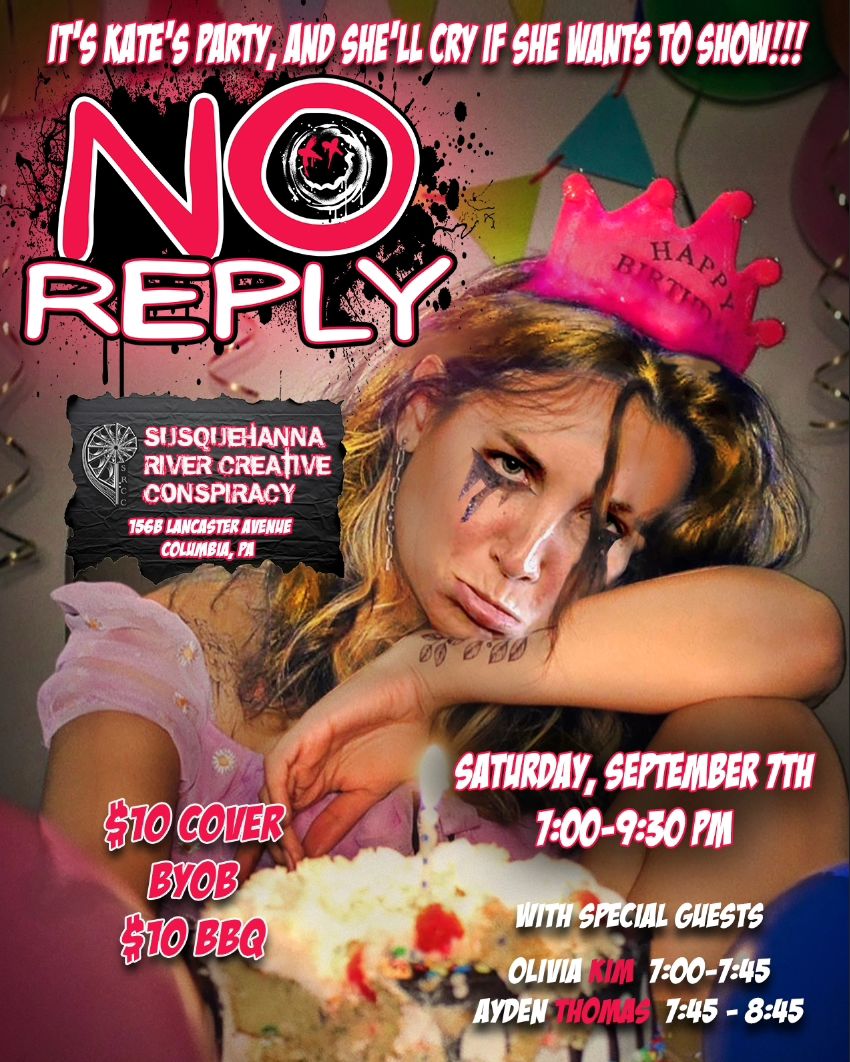 IT'S KATE'S PARTY, AND SHE'LL CRY IF SHE WANTS TO SHOW!!!
NO
REPLY
HAPPY
BIRTHD
SUSQUEHANNA
RIVER CREATIVE
CONSPIRACY
S.R.C.C
156B LANCASTER AVENUE
COLUMBIA, PA
SATURDAY, SEPTEMBER 7TH
7:00-9:30 PM
$10 COVER
BYOB
$10 BBQ
WITH SPECIAL GUESTS
OLIVIA KIM 7:00-7:45
AYDEN THOMAS 7:45 - 8:45